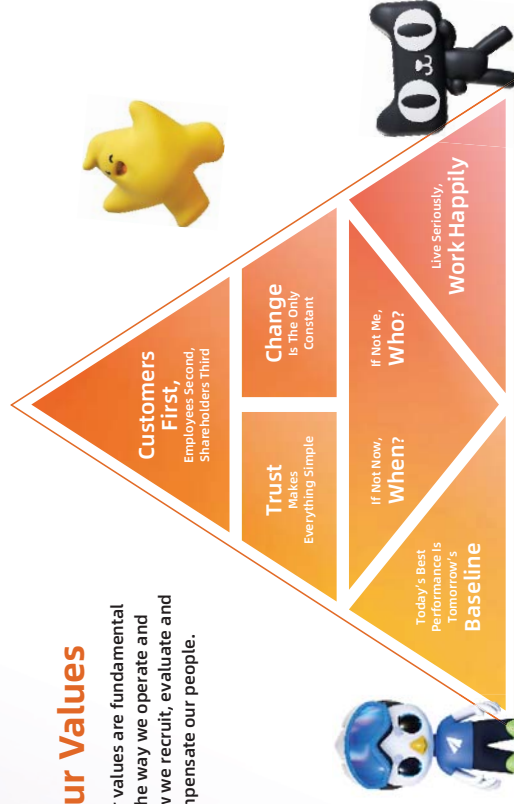 ur Values
r values are fundamental
he way we operate and
w we recruit, evaluate and
mpensate our people.
Customers
First,
Employees Second,
Shareholders Third
Trust
Makes
Everything Simple
Change
Is The Only
Constant
If Not Now,
When?
If Not Me,
Who?
Today's Best
Performance Is
Tomorrow's
Baseline
Live Seriously,
Work Happily